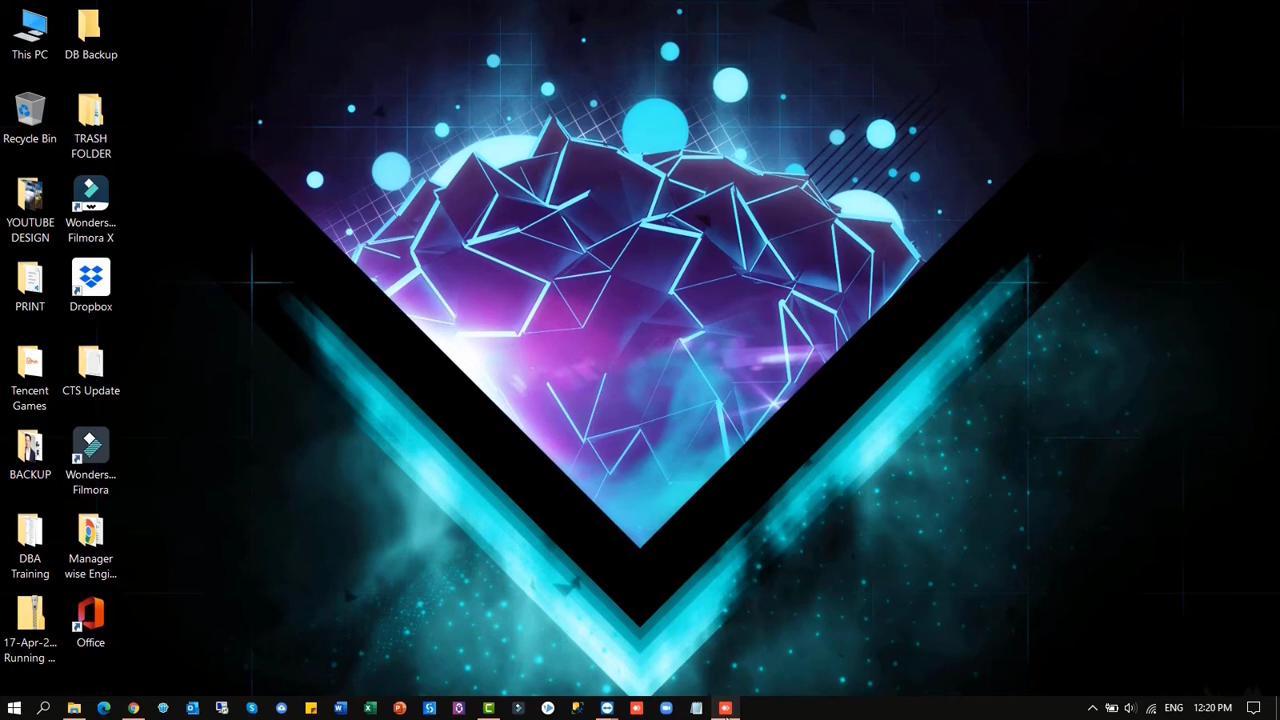 This PC
DB Backup
Recycle Bin
TRASH
FOLDER
YOUTUBE
DESIGN
Wonders...
Filmora X
PRINT
Dropbox
Tencent
Games
CTS Update
BACKUP
Wonders...
Filmora
DBA
Training
Manager
wise Engi...
17-Apr-2...
Running ...
Office
ENG
12:20 PM